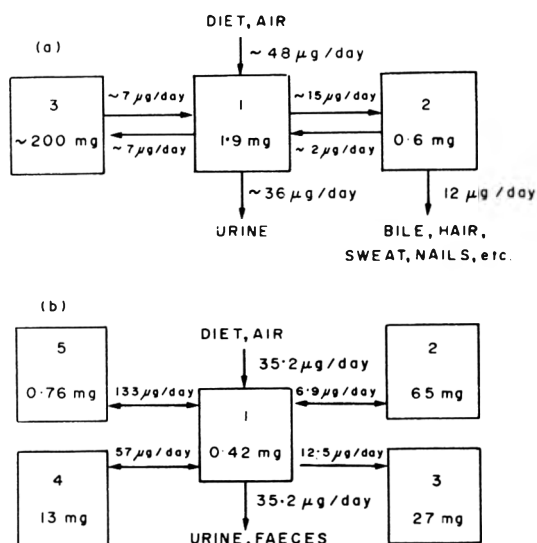 DIET, AIR
(a)
~48 μg/day
3
~200 mg
~7 μg/day
~7 μg/day
1
1·9 mg
~15 μg/day
~2 μg/day
2
0·6 mg
~36 μg/day
12 μg/day
URINE
BILE, HAIR,
SWEAT, NAILS, etc.
(b)
DIET, AIR
35·2 μg/day
5
0·76 mg
133 μg/day
1
0·42 mg
6·9 μg/day
2
65 mg
4
13 mg
57 μg/day
12·5 μg/day
3
27 mg
35·2 μg/day
URINE, FAECES